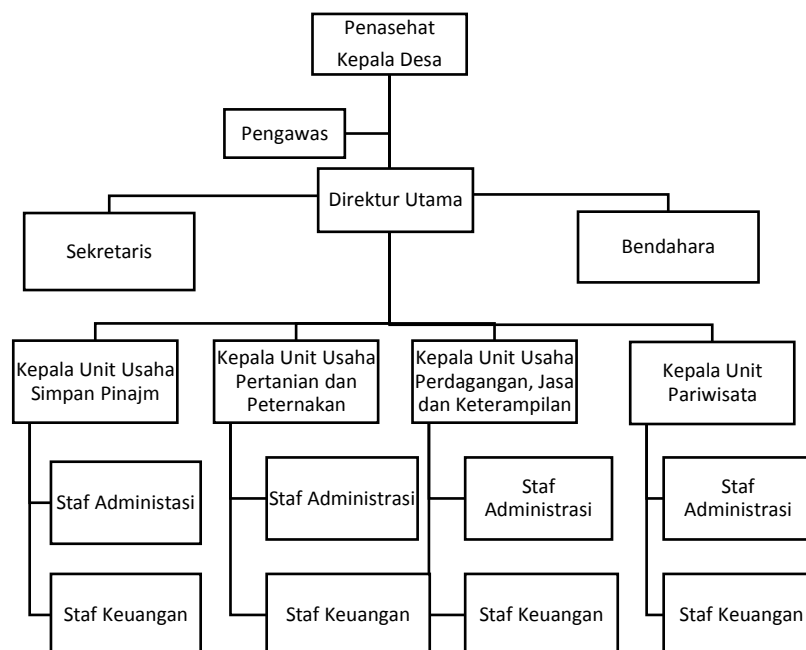 Penasehat
Kepala Desa
Pengawas
Direktur Utama
Sekretaris
Bendahara
Kepala Unit Usaha
Simpan Pinajm
Kepala Unit Usaha
Pertanian dan
Peternakan
Kepala Unit Usaha
Perdagangan, Jasa
dan Keterampilan
Kepala Unit
Pariwisata
Staf Administasi
Staf Administrasi
Staf
Administrasi
Staf
Administrasi
Staf Keuangan
Staf Keuangan
Staf Keuangan
Staf Keuangan